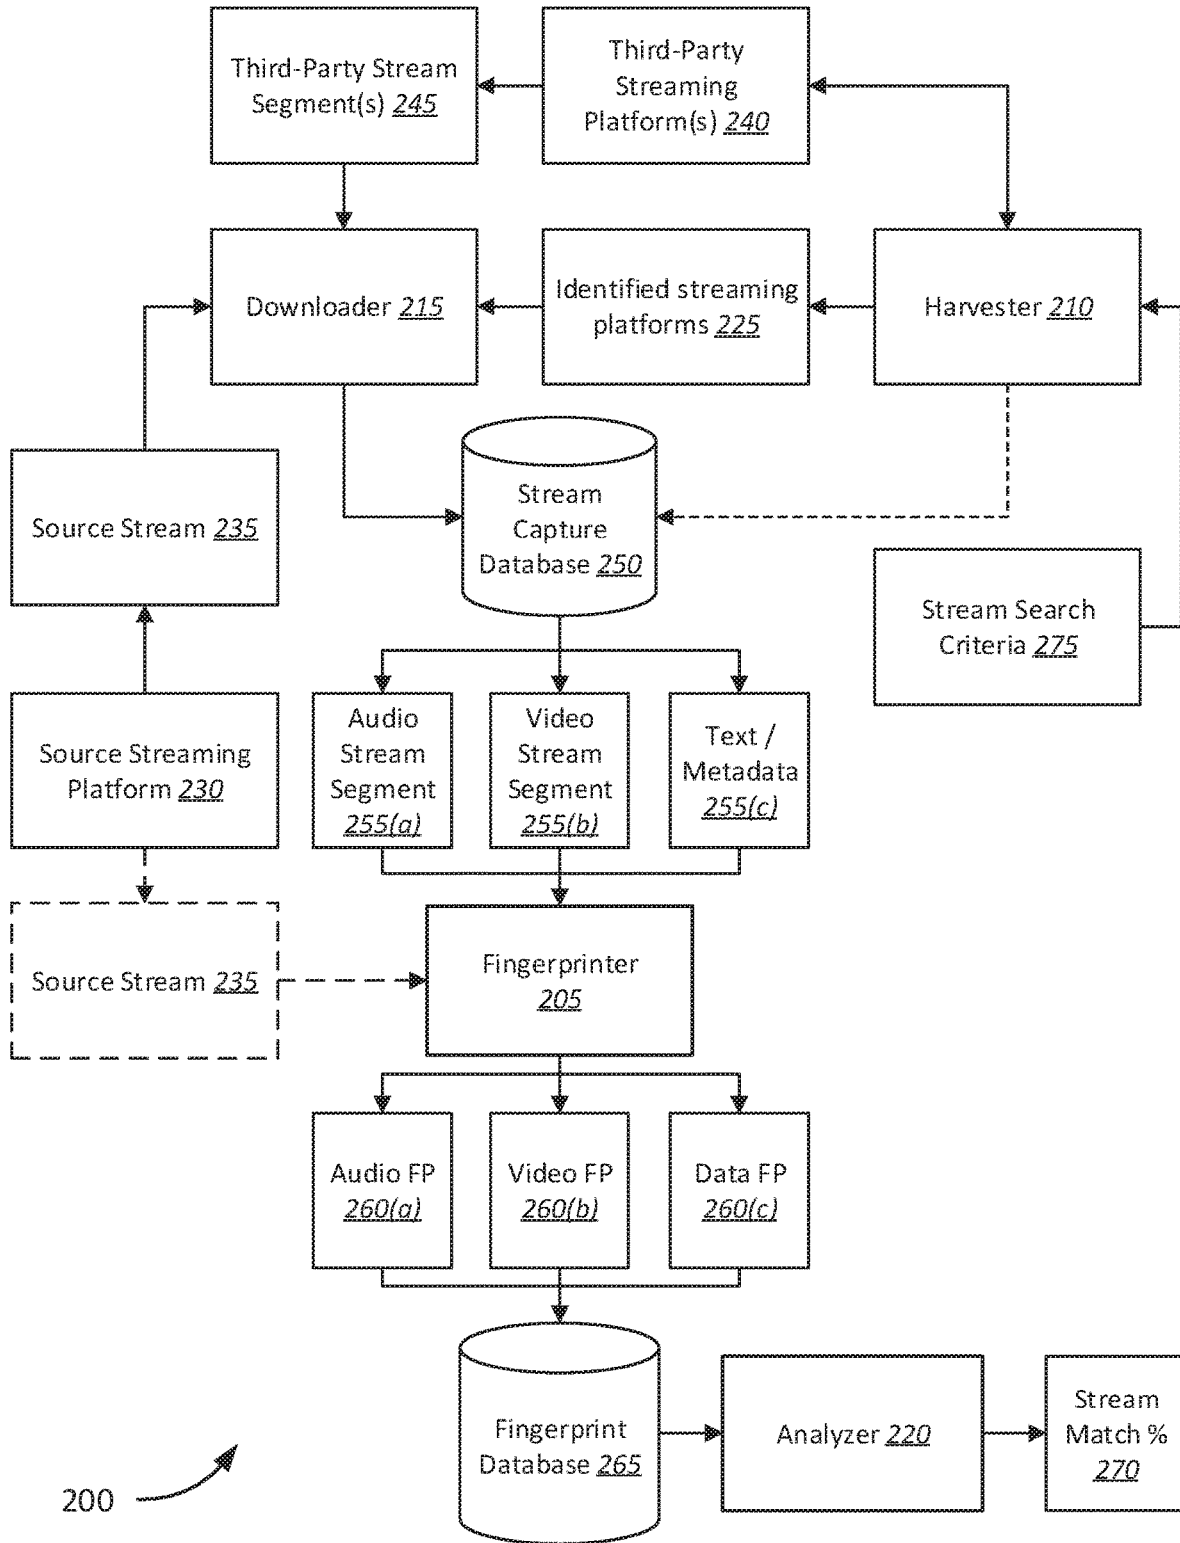 Third-Party Stream
Segment(s) 245
Third-Party
Streaming
Platform(s) 240
Downloader 215
Identified streaming
platforms 225
Harvester 210
Source Stream 235
Stream
Capture
Database 250
Stream Search
Criteria 275
Source Streaming
Platform 230
Audio
Stream
Segment
255(a)
Video
Stream
Segment
255(b)
Text /
Metadata
255(c)
Source Stream 235
Fingerprinter
205
Audio FP
260(a)
Video FP
260(b)
Data FP
260(c)
Fingerprint
Database 265
Analyzer 220
Stream
Match %
270
200